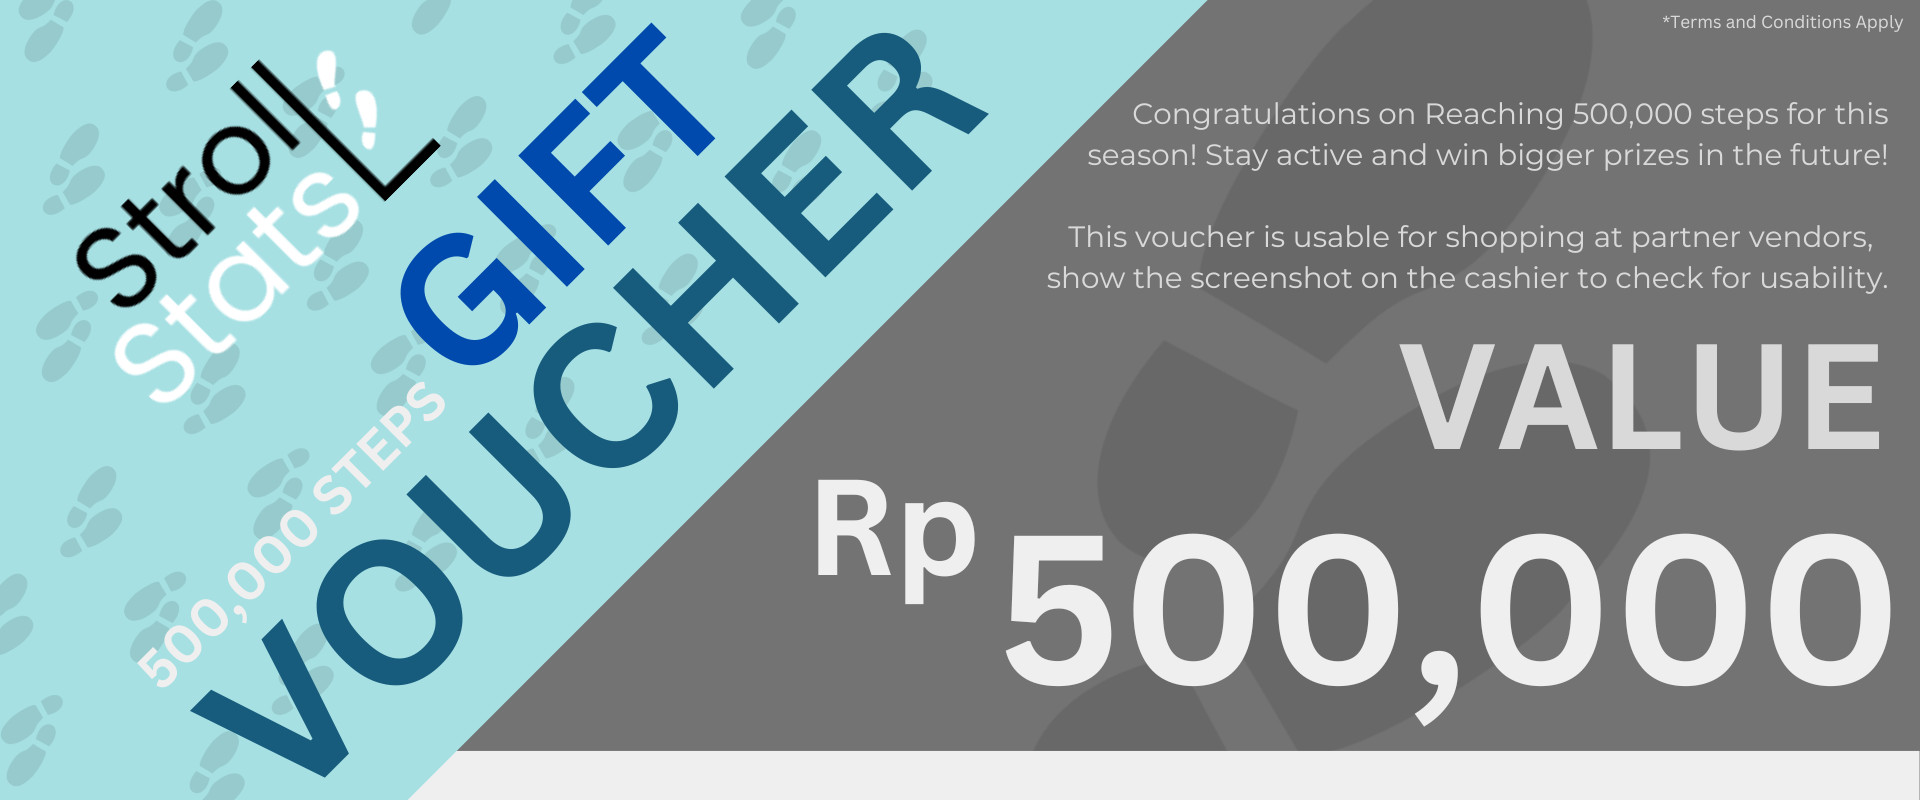 Stroll
Stats
GIFT
VOUCHER
500,000 STEPS
*Terms and Conditions Apply
Congratulations on Reaching 500,000 steps for this
season! Stay active and win bigger prizes in the future!
This voucher is usable for shopping at partner vendors,
show the screenshot on the cashier to check for usability.
VALUE
Rp 500,000